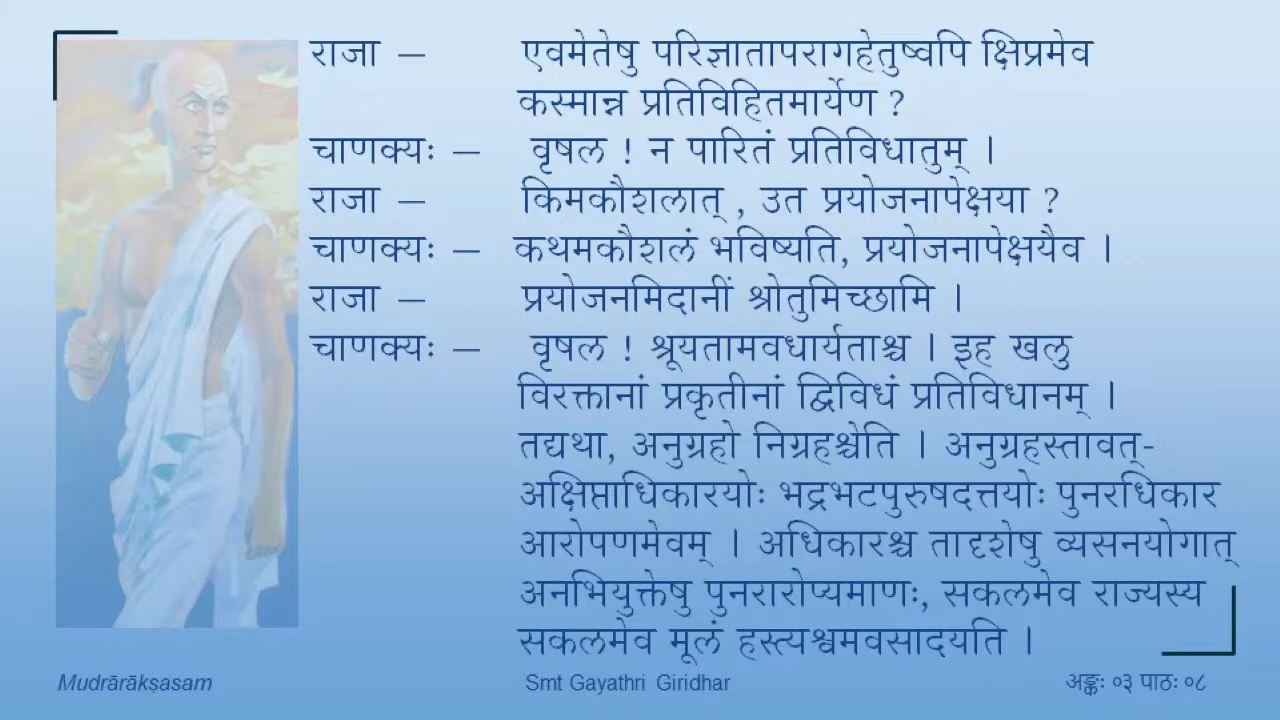 राजा – एवमेतेषु परिज्ञातापरागहेतुष्वपि क्षिप्रमेव
कस्मान्न प्रतिविहितमार्येण ?
चाणक्यः – वृषल ! न पारितं प्रतिविधातुम् ।
राजा – किमकौशलात् , उत प्रयोजनापेक्षया ?
चाणक्यः – कथमकौशलं भविष्यति, प्रयोजनापेक्षयैव ।
राजा – प्रयोजनमिदानीं श्रोतुमिच्छामि ।
चाणक्यः – वृषल ! श्रूयतामवधार्यताश्च । इह खलु
विरक्तानां प्रकृतीनां द्विविधं प्रतिविधानम् ।
तद्यथा, अनुग्रहो निग्रहश्चेति । अनुग्रहस्तावत्-
अक्षिप्ताधिकारयोः भद्रभटपुरुषदत्तयोः पुनरधिकार
आरोपणमेवम् । अधिकारश्च तादृशेषु व्यसनयोगात्
अनभियुक्तेषु पुनरारोप्यमाणः, सकलमेव राज्यस्य
सकलमेव मूलं हस्त्यश्वमवसादयति ।
Mudrārākṣasam Smt Gayathri Giridhar अङ्कः ०३ पाठः ०८